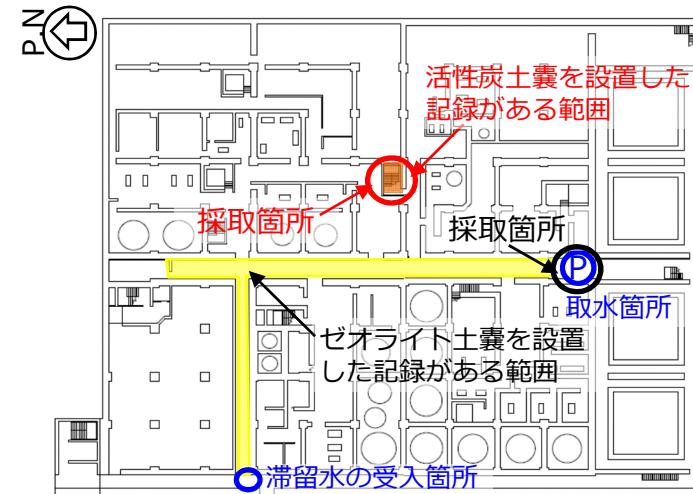 P.N
活性炭土嚢を設置した
記録がある範囲
採取箇所
採取箇所
P
取水箇所
ゼオライト土嚢を設置
した記録がある範囲
滞留水の受入箇所